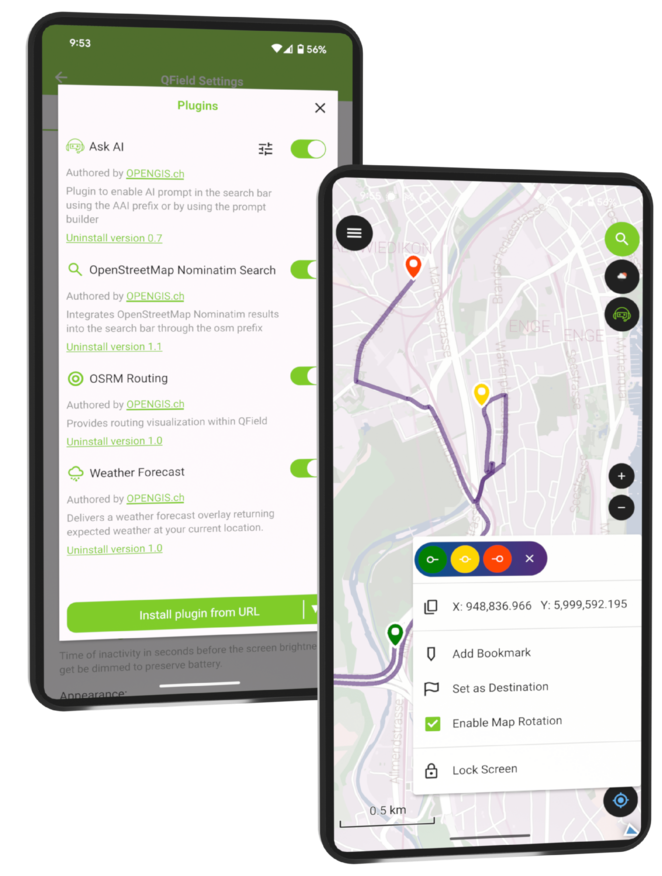 9:53
56%
QField Settings
Plugins
Ask AI
Authored by OPENGIS.ch
Plugin to enable AI prompt in the search bar
using the AAI prefix or by using the prompt
builder
Uninstall version 0.7
OpenStreetMap Nominatim Search
Authored by OPENGIS.ch
Integrates OpenStreetMap Nominatim results
into the search bar through the osm prefix
Uninstall version 1.1
OSRM Routing
Authored by OPENGIS.ch
Provides routing visualization within QField
Uninstall version 1.0
Weather Forecast
Authored by OPENGIS.ch
Delivers a weather forecast overlay returning
expected weather at your current location.
Uninstall version 1.0
Install plugin from URL
Time of inactivity in seconds before the screen brightne
get be dimmed to preserve battery.
Appearance:
WIEDIKON
ENGE
ENGE
X: 948,836.966 Y: 5,999,592.195
Add Bookmark
Set as Destination
Enable Map Rotation
Lock Screen
Allmendstrasse
0.5 km